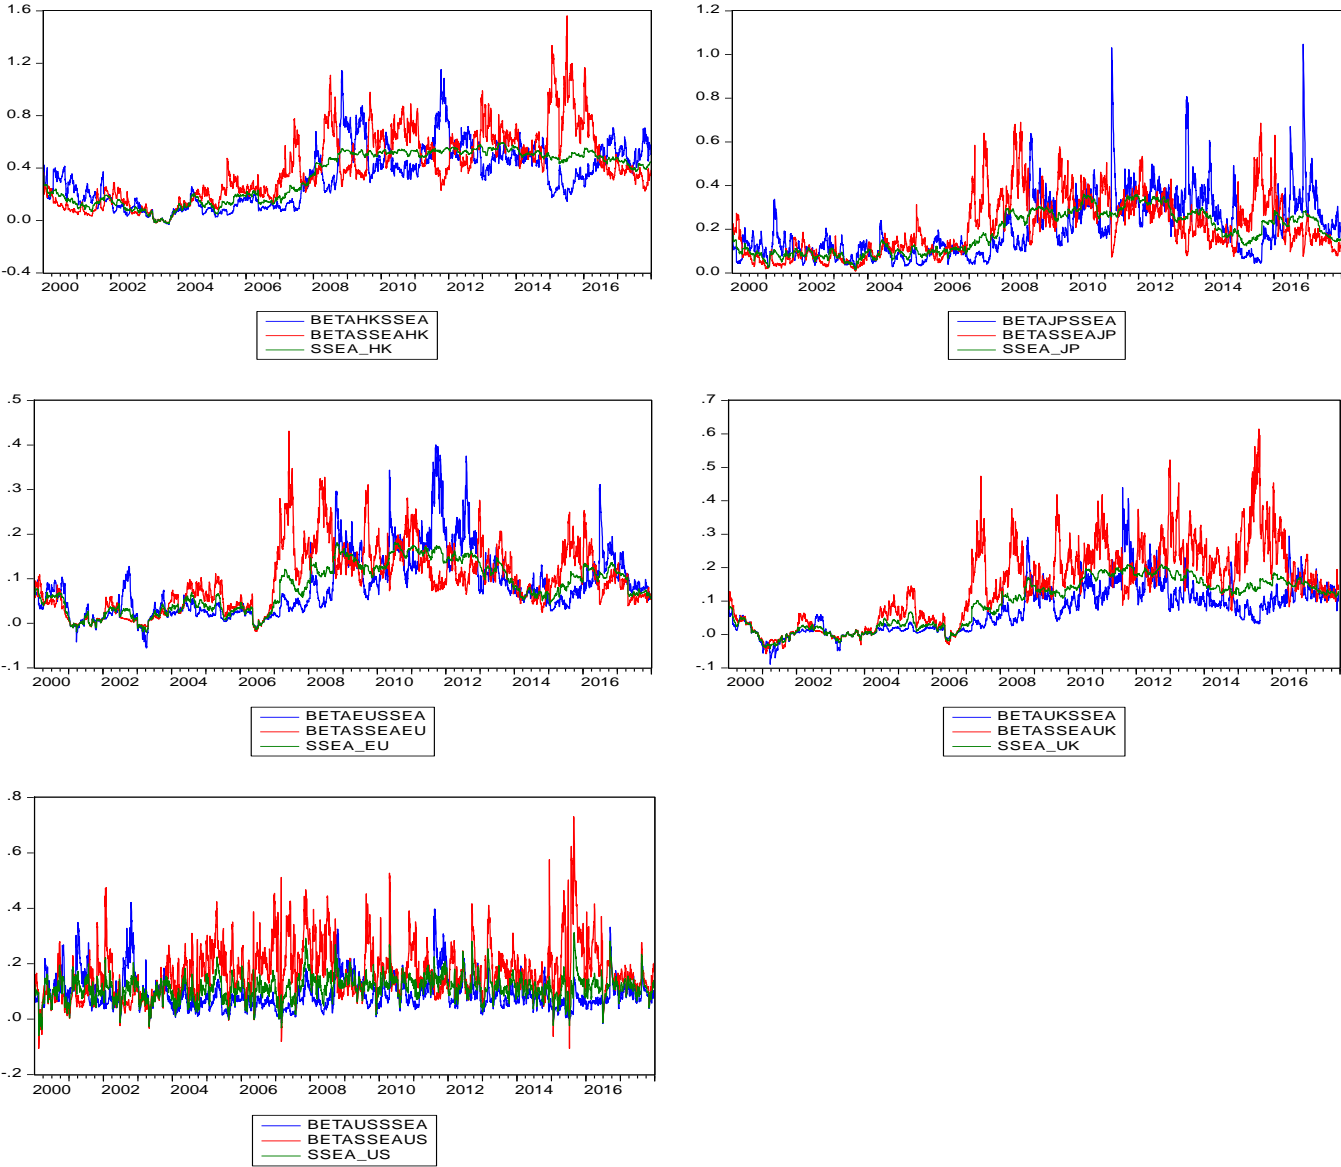 1.6
1.2
0.8
0.4
0.0
-0.4
2000 2002 2004 2006 2008 2010 2012 2014 2016
BETAHKSSEA
BETASSEAHK
SSEA_HK
1.2
1.0
0.8
0.6
0.4
0.2
0.0
2000 2002 2004 2006 2008 2010 2012 2014 2016
BETAJPSSEA
BETASSEAJP
SSEA_JP
.5
.4
.3
.2
.1
.0
-.1
2000 2002 2004 2006 2008 2010 2012 2014 2016
BETAEUSSEA
BETASSEAEU
SSEA_EU
.7
.6
.5
.4
.3
.2
.1
.0
-.1
2000 2002 2004 2006 2008 2010 2012 2014 2016
BETAUKSSEA
BETASSEAUK
SSEA_UK
.8
.6
.4
.2
.0
-.2
2000 2002 2004 2006 2008 2010 2012 2014 2016
BETAUSSSEA
BETASSEAUS
SSEA_US